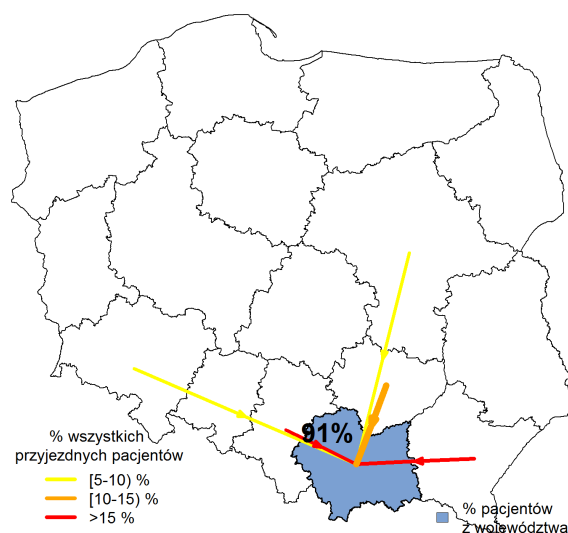 91%
% wszystkich
przyjezdnych pacjentów
[5-10) %
[10-15) %
>15 %
% pacjentów
z województwa